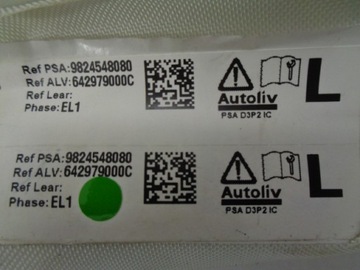 Ref PSA:9824548080
Ref ALV:642979000C
Ref Lear:
Phase:EL1
Autoliv
PSA D3P2 IC
L
Ref PSA:9824548080
Ref ALV:642979000C
Ref Lear:
Phase:EL1
Autoliv
PSA D3P2 IC
L